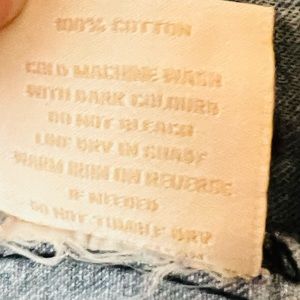 100% COTTON
COLD MACHINE WASH
WITH DARK COLOURS
DO NOT BLEACH
LINE DRY IN SHADE
WARM IRON ON REVERSE
IF NEEDED
DO NOT TUMBLE DRY